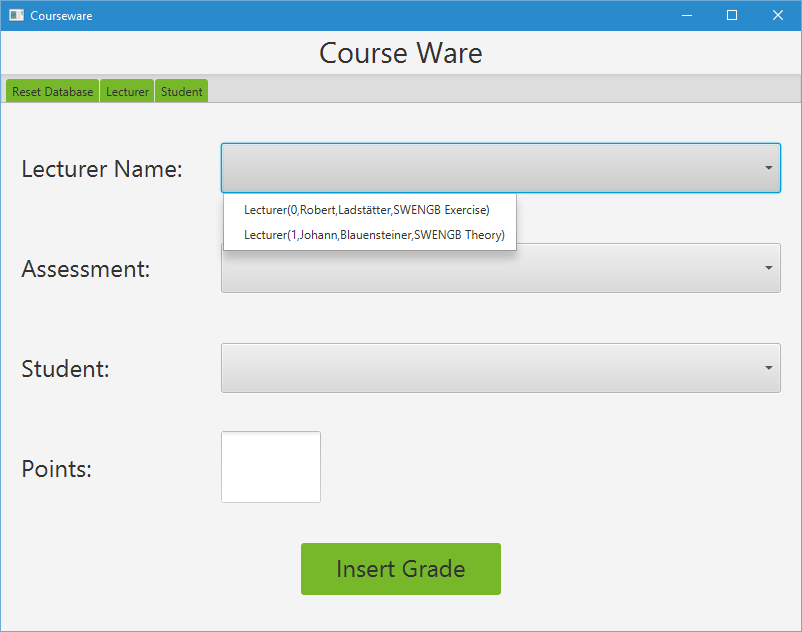 Courseware
Course Ware
Reset Database Lecturer Student
Lecturer Name:
Lecturer(0,Robert,Ladstätter,SWENGB Exercise)
Lecturer(1,Johann,Blauensteiner,SWENGB Theory)
Assessment:
Student:
Points:
Insert Grade